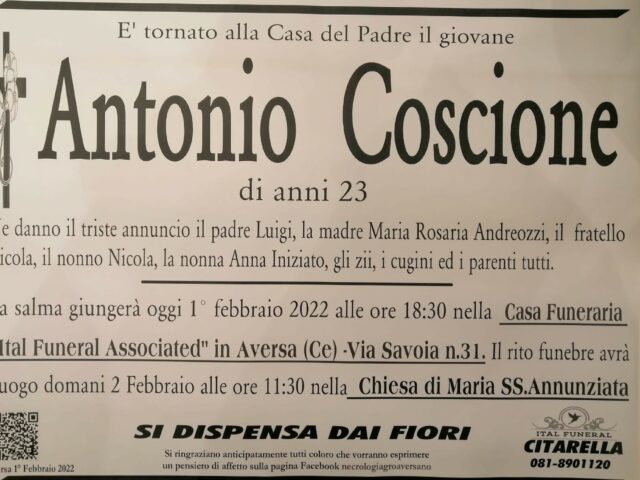 E' tornato alla Casa del Padre il giovane
Antonio Coscione
di anni 23
e danno il triste annuncio il padre Luigi, la madre Maria Rosaria Andreozzi, il fratello
icola, il nonno Nicola, la nonna Anna Iniziato, gli zii, i cugini ed i parenti tutti.
a salma giungerà oggi 1° febbraio 2022 alle ore 18:30 nella Casa Funeraria
Ital Funeral Associated" in Aversa (Ce) -Via Savoia n.31. Il rito funebre avrà
uogo domani 2 Febbraio alle ore 11:30 nella Chiesa di Maria SS.Annunziata
SI DISPENSA DAI FIORI
Si ringraziano anticipatamente tutti coloro che vorranno esprimere
un pensiero di affetto sulla pagina Facebook necrologiagroaversano
rsa 1° Febbraio 2022
ITAL FUNERAL
CITARELLA
081-8901120